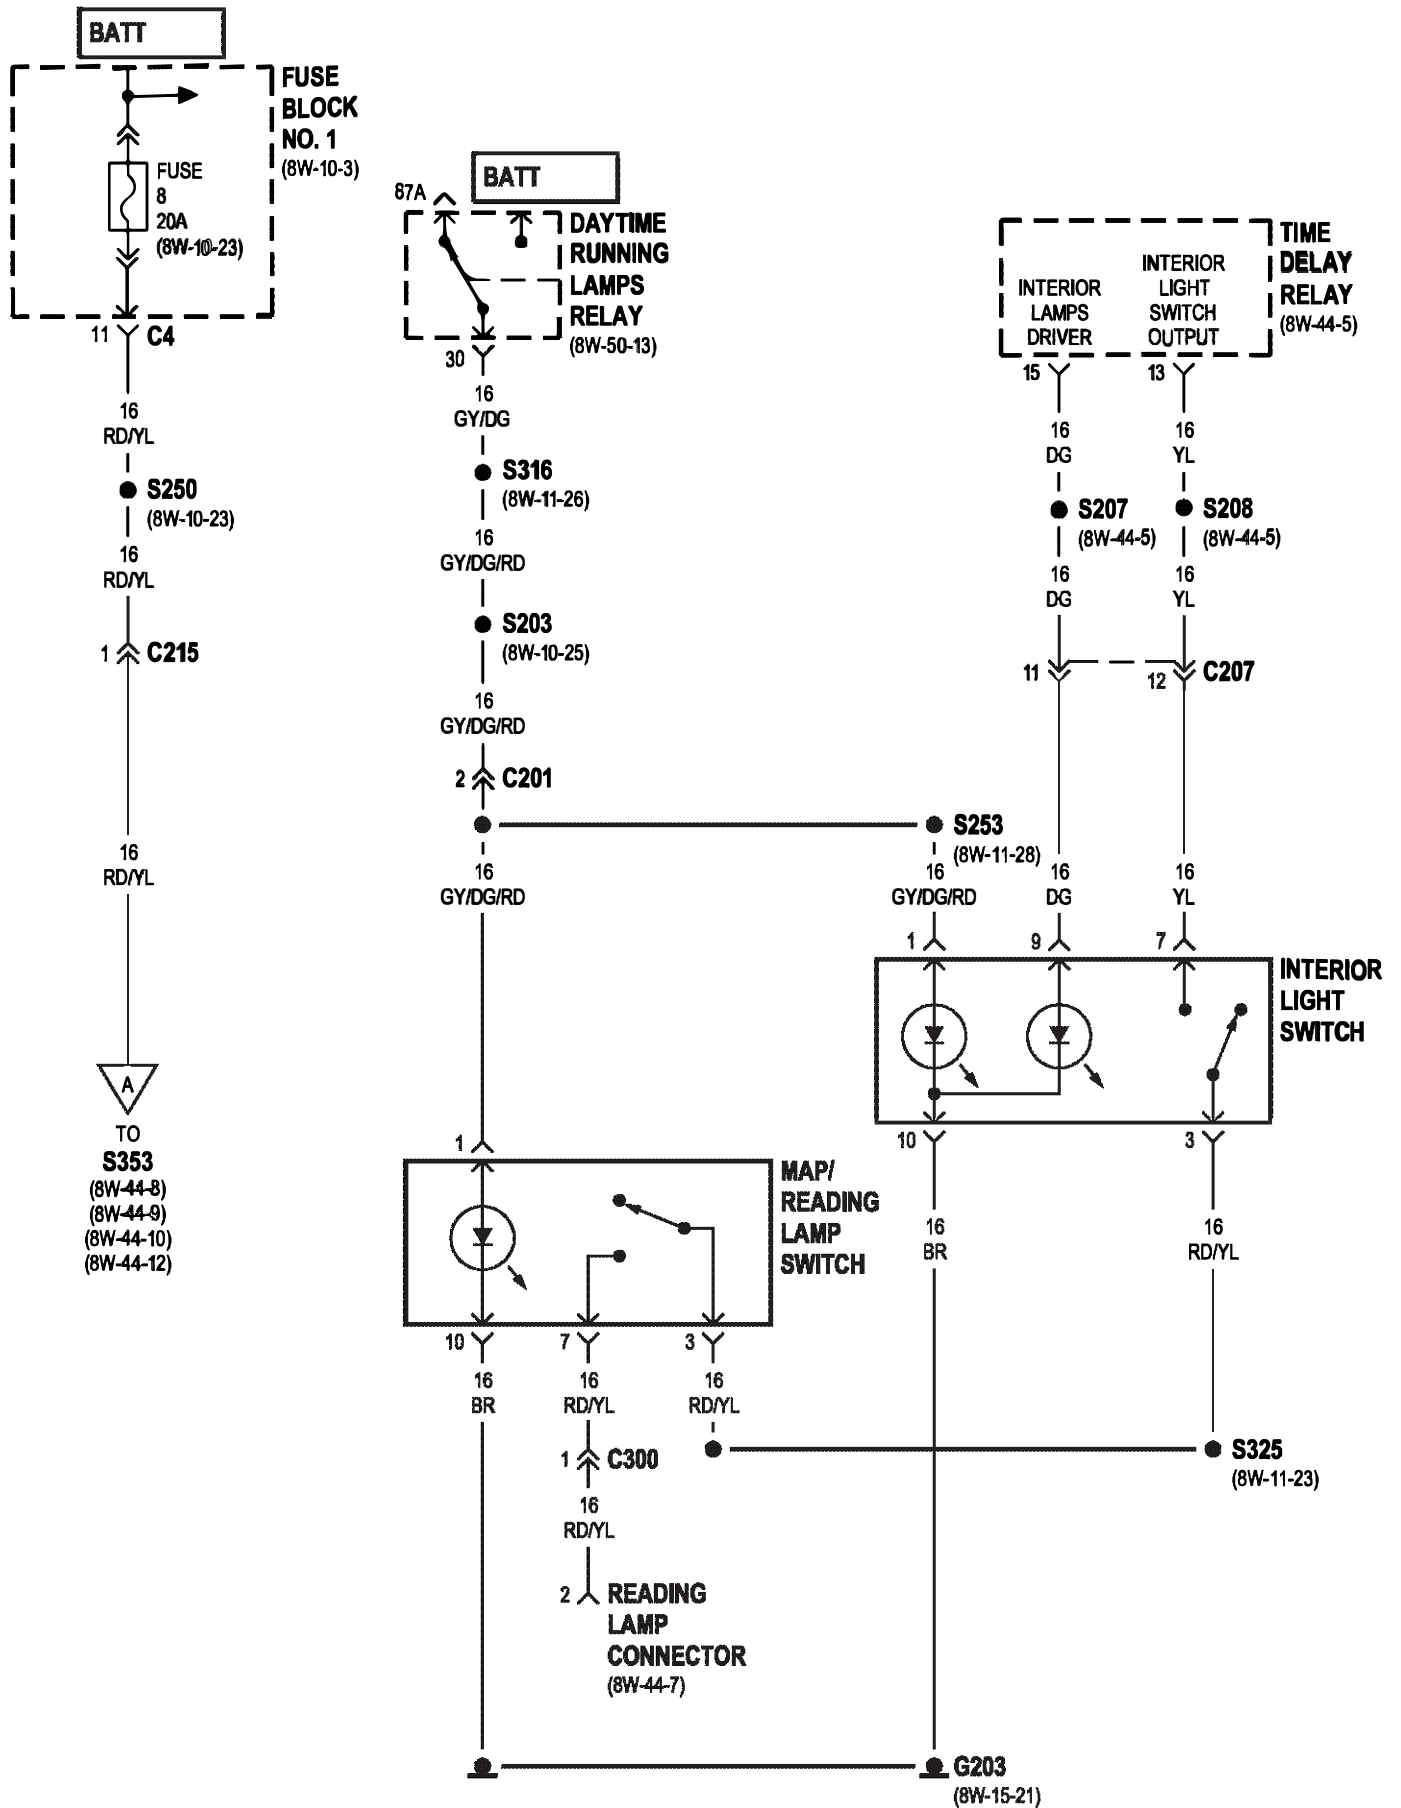 BATT
FUSE
BLOCK
NO. 1
(8W-10-3)
FUSE
8
20A
(8W-10-23)
11
C4
16
RD/YL
S250
(8W-10-23)
16
RD/YL
1
C215
16
RD/YL
A
TO
S353
(8W-44-8)
(8W-44-9)
(8W-44-10)
(8W-44-12)
BATT
87A
DAYTIME
RUNNING
LAMPS
RELAY
(8W-50-13)
30
16
GY/DG
S316
(8W-11-26)
16
GY/DG/RD
S203
(8W-10-25)
16
GY/DG/RD
2
C201
16
GY/DG/RD
S253
(8W-11-28)
16
GY/DG/RD
INTERIOR
LAMPS
DRIVER
INTERIOR
LIGHT
SWITCH
OUTPUT
TIME
DELAY
RELAY
(8W-44-5)
15
13
16
DG
16
YL
S207
(8W-44-5)
S208
(8W-44-5)
16
DG
16
YL
11
12
C207
16
DG
16
YL
1
9
7
INTERIOR
LIGHT
SWITCH
10
3
16
BR
16
RD/YL
1
MAP/
READING
LAMP
SWITCH
10
7
3
16
BR
16
RD/YL
16
RD/YL
1
C300
S325
(8W-11-23)
16
RD/YL
2
READING
LAMP
CONNECTOR
(8W-44-7)
G203
(8W-15-21)